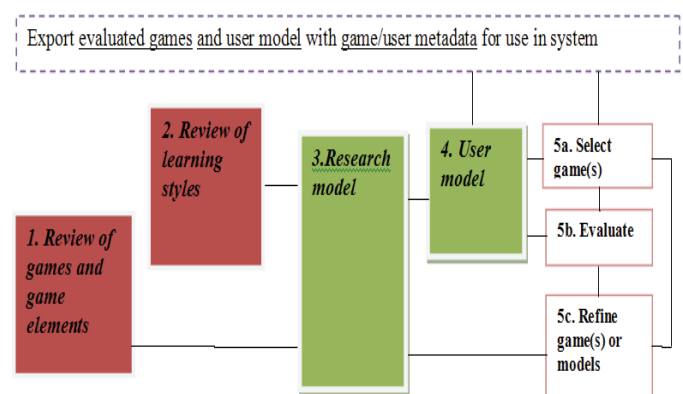 Export evaluated games and user model with game/user metadata for use in system
2. Review of
learning
styles
3.Research
model
4. User
model
5a. Select
game(s)
1. Review of
games and
game
elements
5b. Evaluate
5c. Refine
game(s) or
models